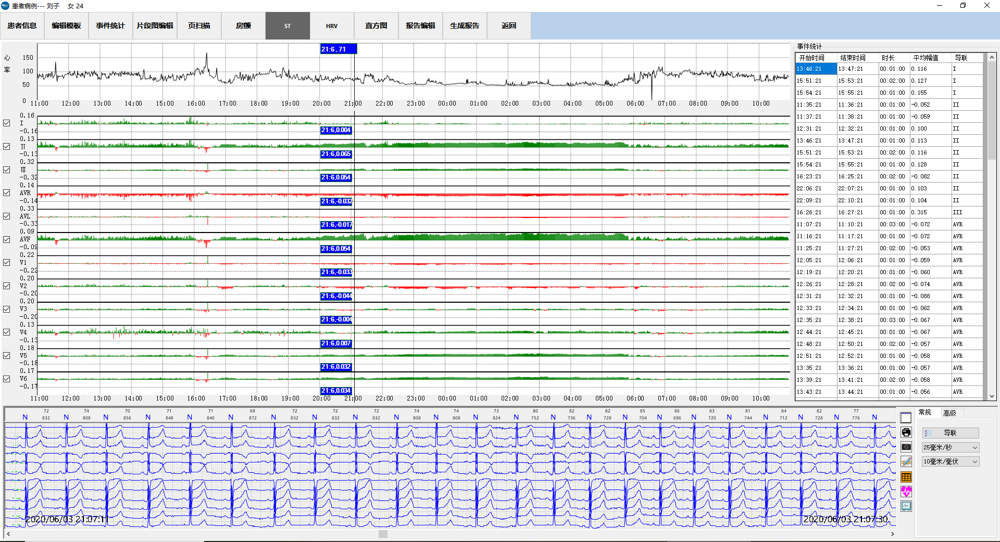 患者病例--- 刘子 女 24
患者信息 编辑模板 事件统计 片段图编辑 页扫描 房颤 ST HRV 直方图 报告编辑 生成报告 返回
心率
150
100
50
0
21:6 , 71
11:00 12:00 13:00 14:00 15:00 16:00 17:00 18:00 19:00 20:00 21:00 22:00 23:00 00:00 01:00 02:00 03:00 04:00 05:00 06:00 07:00 08:00 09:00 10:00
0.16
I
-0.16
21:6,0.004
0.13
II
-0.13
21:6,0.065
0.32
III
-0.32
21:6,0.054
0.14
AVR
-0.14
21:6,-0.032
0.33
AVL
-0.33
21:6,-0.017
0.09
AVF
-0.09
21:6,0.054
0.22
V1
-0.22
21:6,-0.033
0.20
V2
-0.20
21:6,-0.044
0.20
V3
-0.20
21:6,-0.004
0.13
V4
-0.13
21:6,0.007
0.18
V5
-0.18
21:6,0.032
0.17
V6
-0.17
21:6,0.034
11:00 12:00 13:00 14:00 15:00 16:00 17:00 18:00 19:00 20:00 21:00 22:00 23:00 00:00 01:00 02:00 03:00 04:00 05:00 06:00 07:00 08:00 09:00 10:00
事件统计
开始时间 结束时间 时长 平均幅值 导联
13:46:21 13:47:21 00:01:00 0.116 I
15:51:21 15:53:21 00:02:00 0.127 I
15:54:21 15:55:21 00:01:00 0.155 I
11:35:21 11:36:21 00:01:00 -0.052 II
11:37:21 11:38:21 00:01:00 -0.059 II
12:31:21 12:32:21 00:01:00 0.100 II
13:46:21 13:47:21 00:01:00 0.113 II
15:51:21 15:53:21 00:02:00 0.116 II
15:54:21 15:55:21 00:01:00 0.128 II
16:23:21 16:25:21 00:02:00 -0.082 II
22:06:21 22:07:21 00:01:00 0.103 II
22:09:21 22:10:21 00:01:00 0.104 II
16:26:21 16:27:21 00:01:00 0.315 III
11:07:21 11:10:21 00:03:00 -0.072 AVR
11:16:21 11:17:21 00:01:00 -0.072 AVR
11:25:21 11:27:21 00:02:00 -0.053 AVR
12:05:21 12:06:21 00:01:00 -0.059 AVR
12:19:21 12:20:21 00:01:00 -0.060 AVR
12:26:21 12:28:21 00:02:00 -0.074 AVR
12:31:21 12:32:21 00:01:00 -0.088 AVR
12:33:21 12:34:21 00:01:00 -0.062 AVR
12:35:21 12:38:21 00:03:00 -0.067 AVR
12:44:21 12:45:21 00:01:00 -0.067 AVR
12:48:21 12:50:21 00:02:00 -0.057 AVR
12:51:21 12:52:21 00:01:00 -0.058 AVR
13:35:21 13:36:21 00:01:00 -0.057 AVR
13:39:21 13:41:21 00:02:00 -0.058 AVR
13:43:21 13:44:21 00:01:00 -0.056 AVR
72 74 70 71 71 69 72 72 72 74 74 73 80 82 82 85 86 83 81 84 82 77
N N N N N N N N N N N N N N N N N N N N N N N
832 808 856 848 840 872 832 832 832 808 808 824 752 736 728 704 696 720 744 712 728 776
2020/06/03 21:07:11
2020/06/03 21:07:30
常规 高级
导联
25毫米/秒
10毫米/毫伏